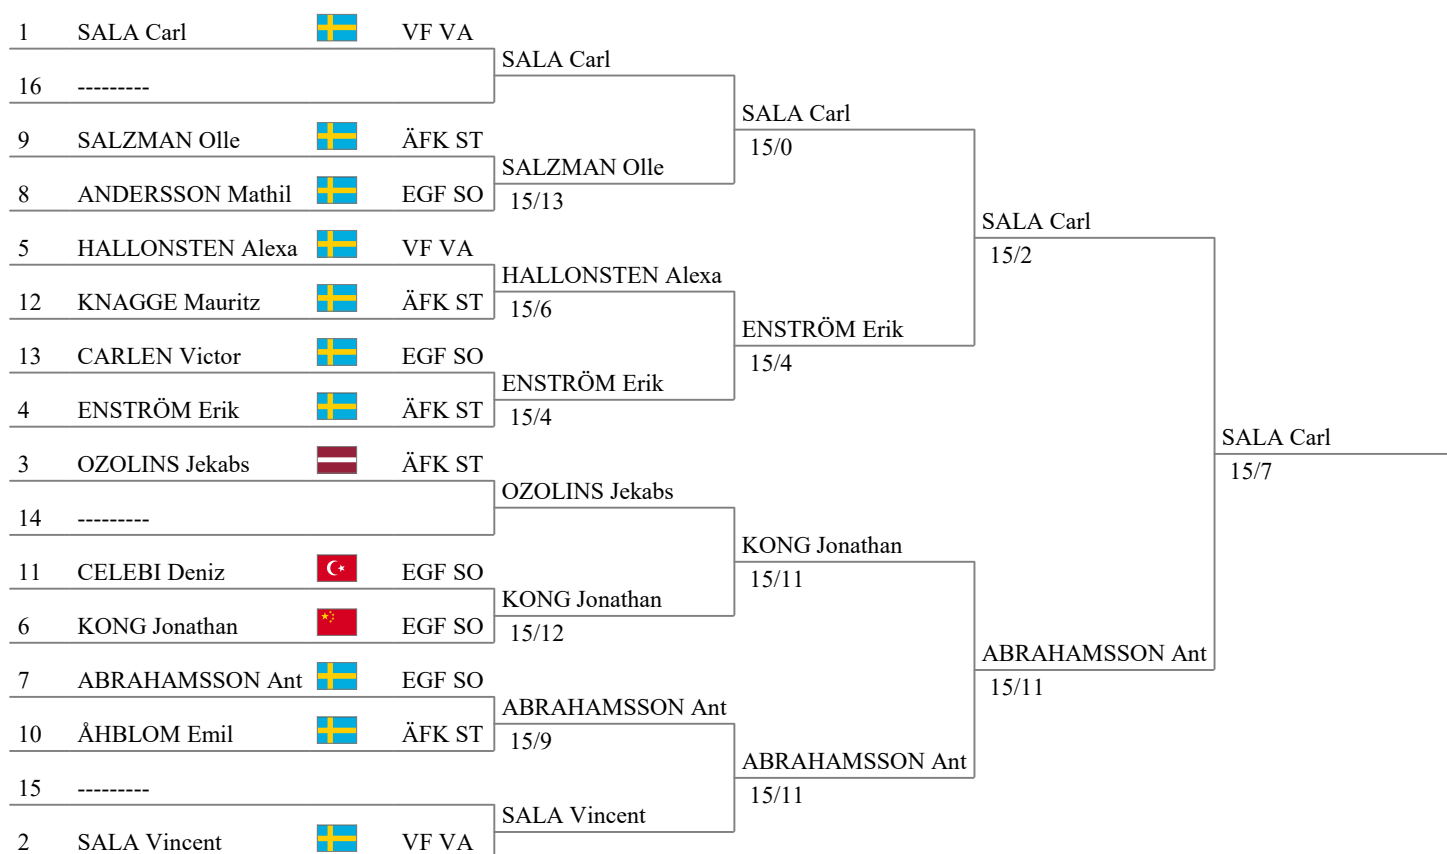 1 SALA Carl VF VA
SALA Carl
16 ---------
SALA Carl
15/0
9 SALZMAN Olle ÄFK ST
SALZMAN Olle
8 ANDERSSON Mathil EGF SO 15/13
SALA Carl
15/2
5 HALLONSTEN Alexa VF VA
HALLONSTEN Alexa
12 KNAGGE Mauritz ÄFK ST 15/6
ENSTRÖM Erik
15/4
13 CARLEN Victor EGF SO
ENSTRÖM Erik
4 ENSTRÖM Erik ÄFK ST 15/4
SALA Carl
15/7
3 OZOLINS Jekabs ÄFK ST
OZOLINS Jekabs
14 ---------
KONG Jonathan
15/11
11 CELEBI Deniz EGF SO
KONG Jonathan
6 KONG Jonathan EGF SO 15/12
ABRAHAMSSON Ant
15/11
7 ABRAHAMSSON Ant EGF SO
ABRAHAMSSON Ant
10 ÅHBLOM Emil ÄFK ST 15/9
ABRAHAMSSON Ant
15/11
15 ---------
SALA Vincent
2 SALA Vincent VF VA